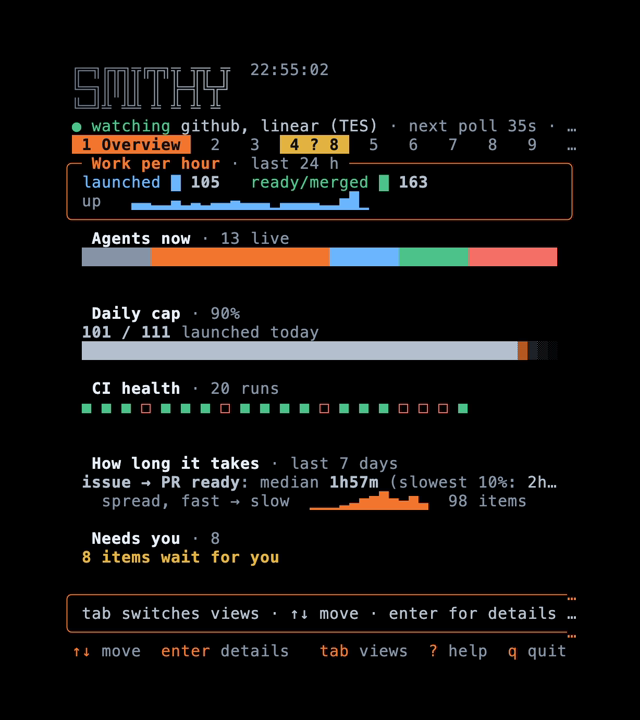 SMITHY 22:55:02
● watching github, linear (TES) · next poll 35s · …
1 Overview 2 3 4 ? 8 5 6 7 8 9 …
Work per hour · last 24 h
launched █ 105 ready/merged █ 163
up
Agents now · 13 live
Daily cap · 90%
101 / 111 launched today
CI health · 20 runs
How long it takes · last 7 days
issue → PR ready: median 1h57m (slowest 10%: 2h…
spread, fast → slow 98 items
Needs you · 8
8 items wait for you
…
tab switches views · ↑↓ move · enter for details …
…
↑↓ move enter details tab views ? help q quit